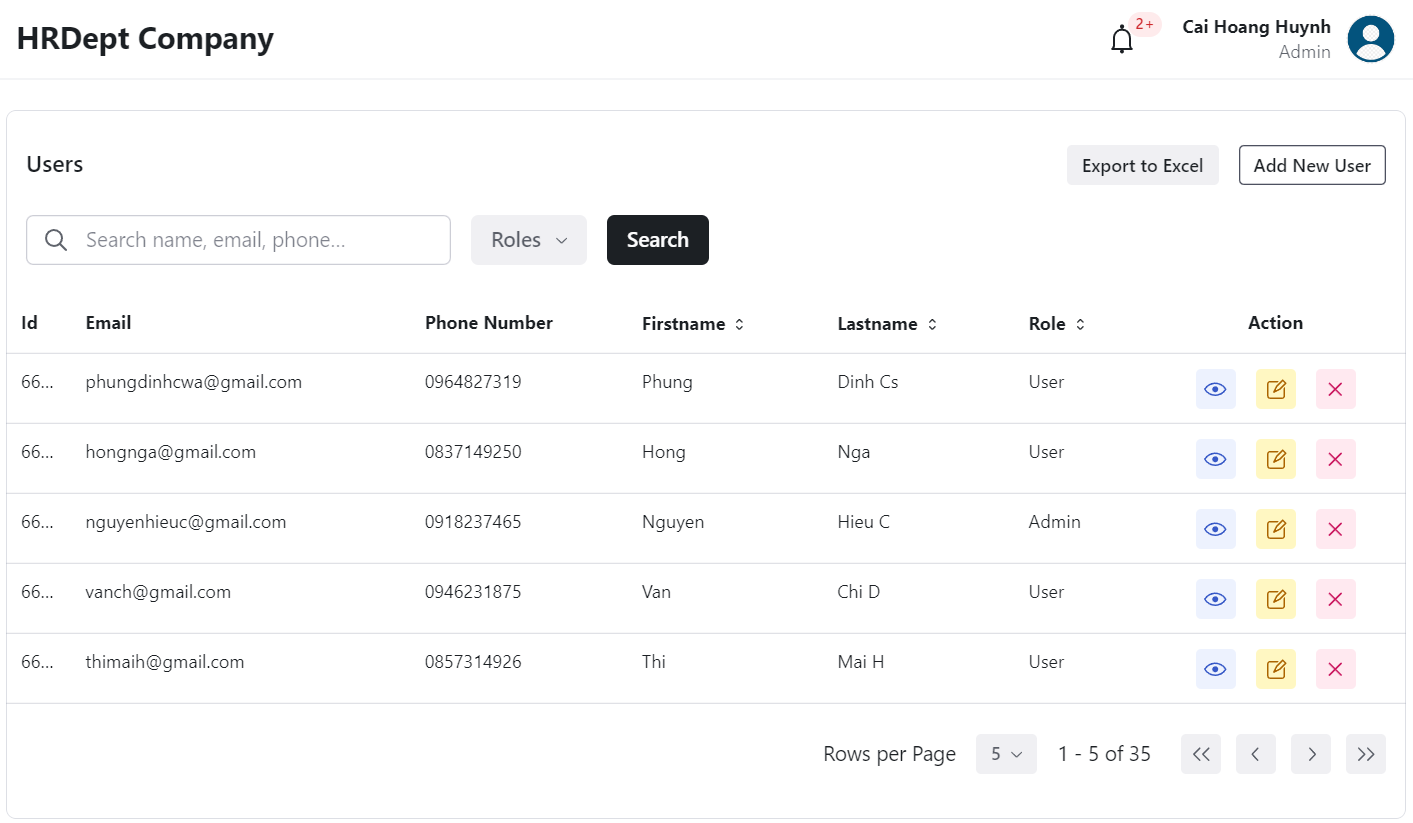 HRDept Company
2+
Cai Hoang Huynh
Admin
Users
Export to Excel
Add New User
Search name, email, phone...
Roles
Search
Id Email Phone Number Firstname Lastname Role Action
66... phungdinhcwa@gmail.com 0964827319 Phung Dinh Cs User
66... hongnga@gmail.com 0837149250 Hong Nga User
66... nguyenhieuc@gmail.com 0918237465 Nguyen Hieu C Admin
66... vanch@gmail.com 0946231875 Van Chi D User
66... thimaih@gmail.com 0857314926 Thi Mai H User
Rows per Page 5 1 - 5 of 35